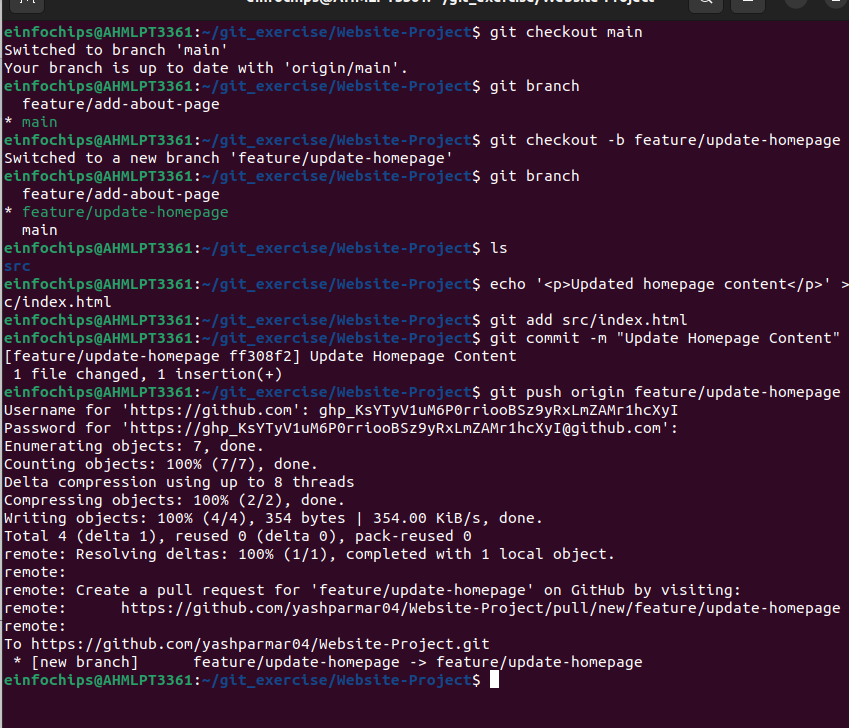 einfochips@AHMLPT3361:~/git_exercise/Website-Project$ git checkout main
Switched to branch 'main'
Your branch is up to date with 'origin/main'.
einfochips@AHMLPT3361:~/git_exercise/Website-Project$ git branch
  feature/add-about-page
* main
einfochips@AHMLPT3361:~/git_exercise/Website-Project$ git checkout -b feature/update-homepage
Switched to a new branch 'feature/update-homepage'
einfochips@AHMLPT3361:~/git_exercise/Website-Project$ git branch
  feature/add-about-page
* feature/update-homepage
  main
einfochips@AHMLPT3361:~/git_exercise/Website-Project$ ls
src
einfochips@AHMLPT3361:~/git_exercise/Website-Project$ echo '<p>Updated homepage content</p>' >
c/index.html
einfochips@AHMLPT3361:~/git_exercise/Website-Project$ git add src/index.html
einfochips@AHMLPT3361:~/git_exercise/Website-Project$ git commit -m "Update Homepage Content"
[feature/update-homepage ff308f2] Update Homepage Content
 1 file changed, 1 insertion(+)
einfochips@AHMLPT3361:~/git_exercise/Website-Project$ git push origin feature/update-homepage
Username for 'https://github.com': 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
Password for 'https://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@github.com':
Enumerating objects: 7, done.
Counting objects: 100% (7/7), done.
Delta compression using up to 8 threads
Compressing objects: 100% (2/2), done.
Writing objects: 100% (4/4), 354 bytes | 354.00 KiB/s, done.
Total 4 (delta 1), reused 0 (delta 0), pack-reused 0
remote: Resolving deltas: 100% (1/1), completed with 1 local object.
remote:
remote: Create a pull request for 'feature/update-homepage' on GitHub by visiting:
remote:      https://github.com/yashparmar04/Website-Project/pull/new/feature/update-homepage
remote:
To https://github.com/yashparmar04/Website-Project.git
 * [new branch]      feature/update-homepage -> feature/update-homepage
einfochips@AHMLPT3361:~/git_exercise/Website-Project$